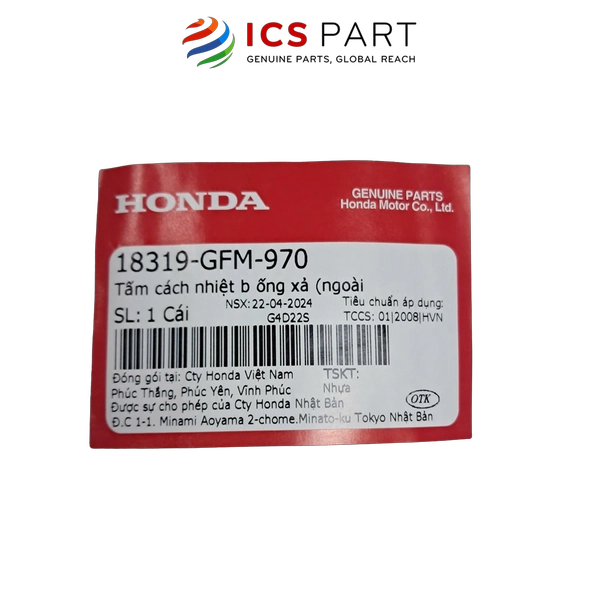 ICS PART
GENUINE PARTS, GLOBAL REACH
HONDA
GENUINE PARTS
Honda Motor Co., Ltd.
18319-GFM-970
Tấm cách nhiệt b ống xả (ngoài
NSX: 22-04-2024 Tiêu chuẩn áp dụng:
SL: 1 Cái G4D22S TCCS: 01|2008|HVN
Đóng gói tại: Cty Honda Việt Nam TSKT:
Phúc Thắng, Phúc Yên, Vĩnh Phúc Nhựa
Được sự cho phép của Cty Honda Nhật Bản OTK
Đ.C 1-1. Minami Aoyama 2-chome.Minato-ku Tokyo Nhật Bản